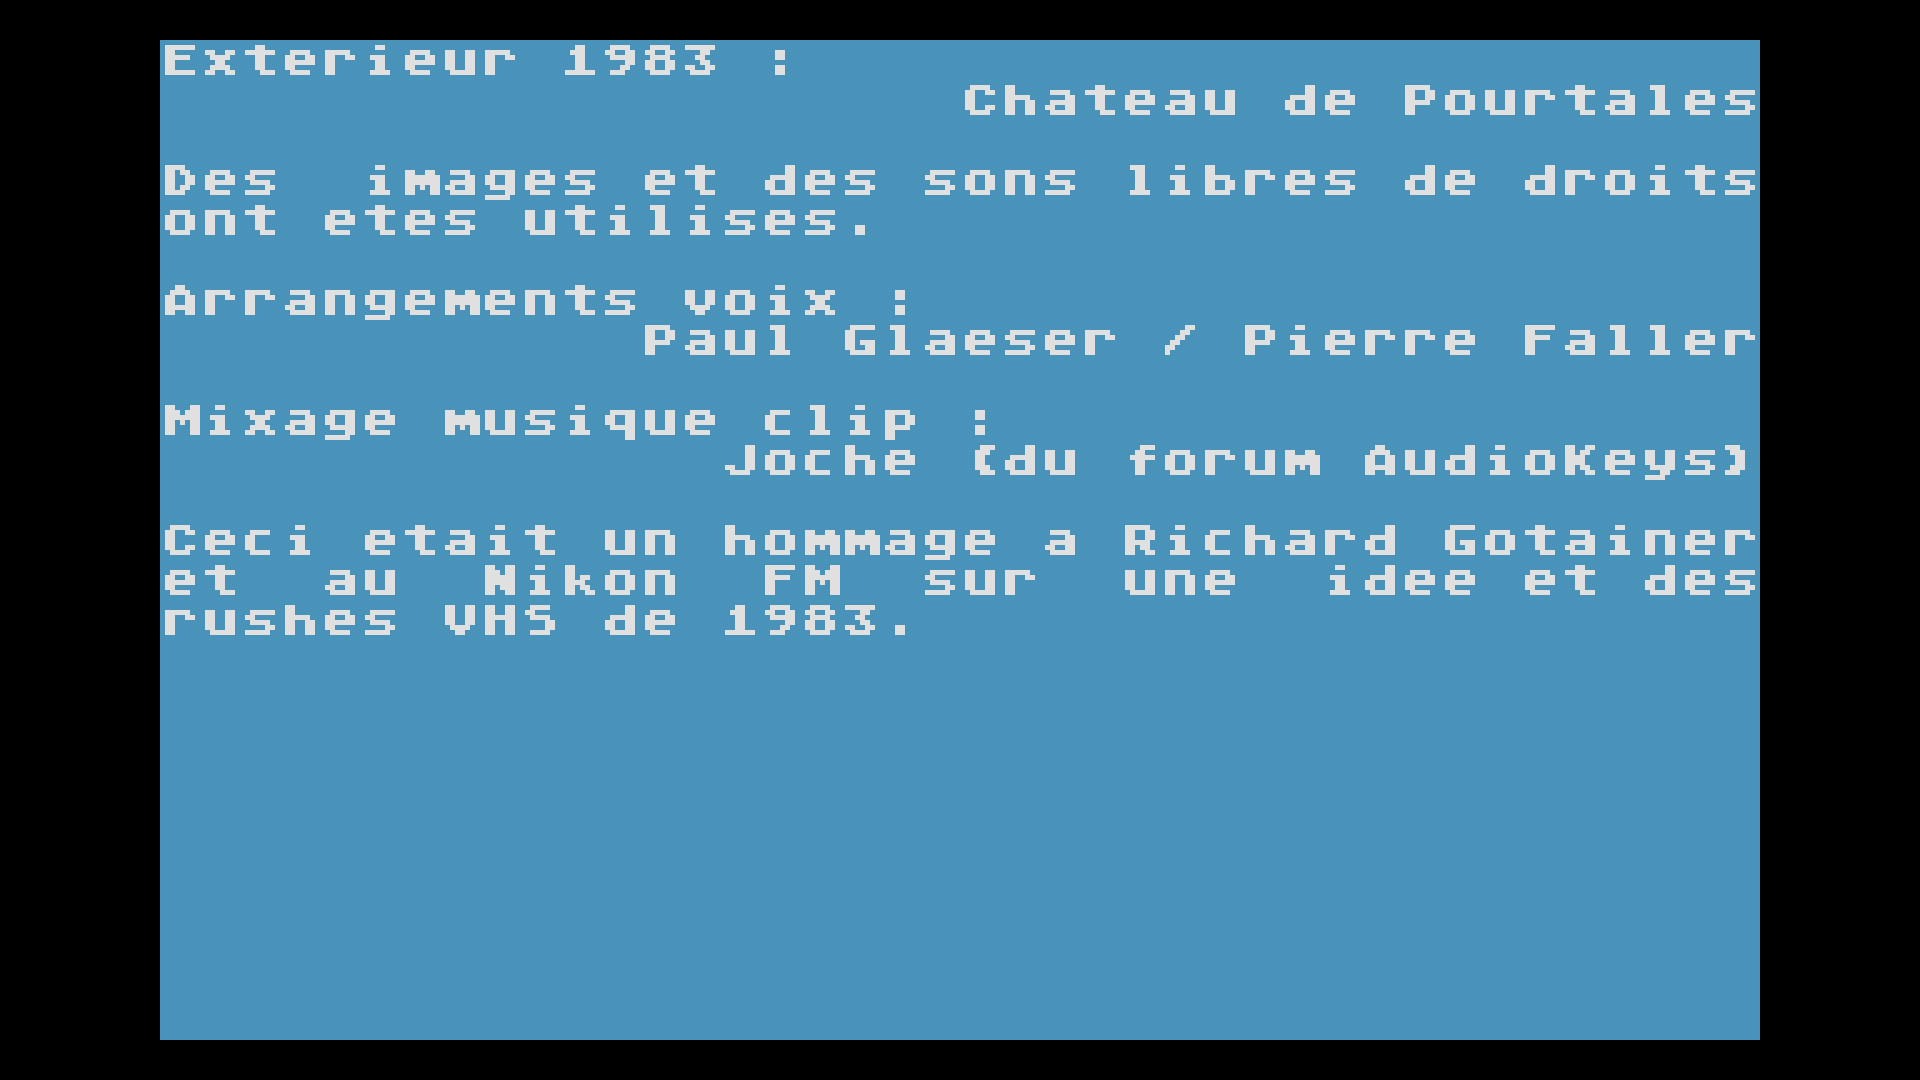 Exterieur 1983 :
Chateau de Pourtales
Des  images et des sons libres de droits
ont etes utilises.
Arrangements voix :
Paul Glaeser / Pierre Faller
Mixage musique clip :
Joche (du forum AudioKeys)
Ceci etait un hommage a Richard Gotainer
et  au  Nikon  FM  sur  une  idee et des
rushes VHS de 1983.